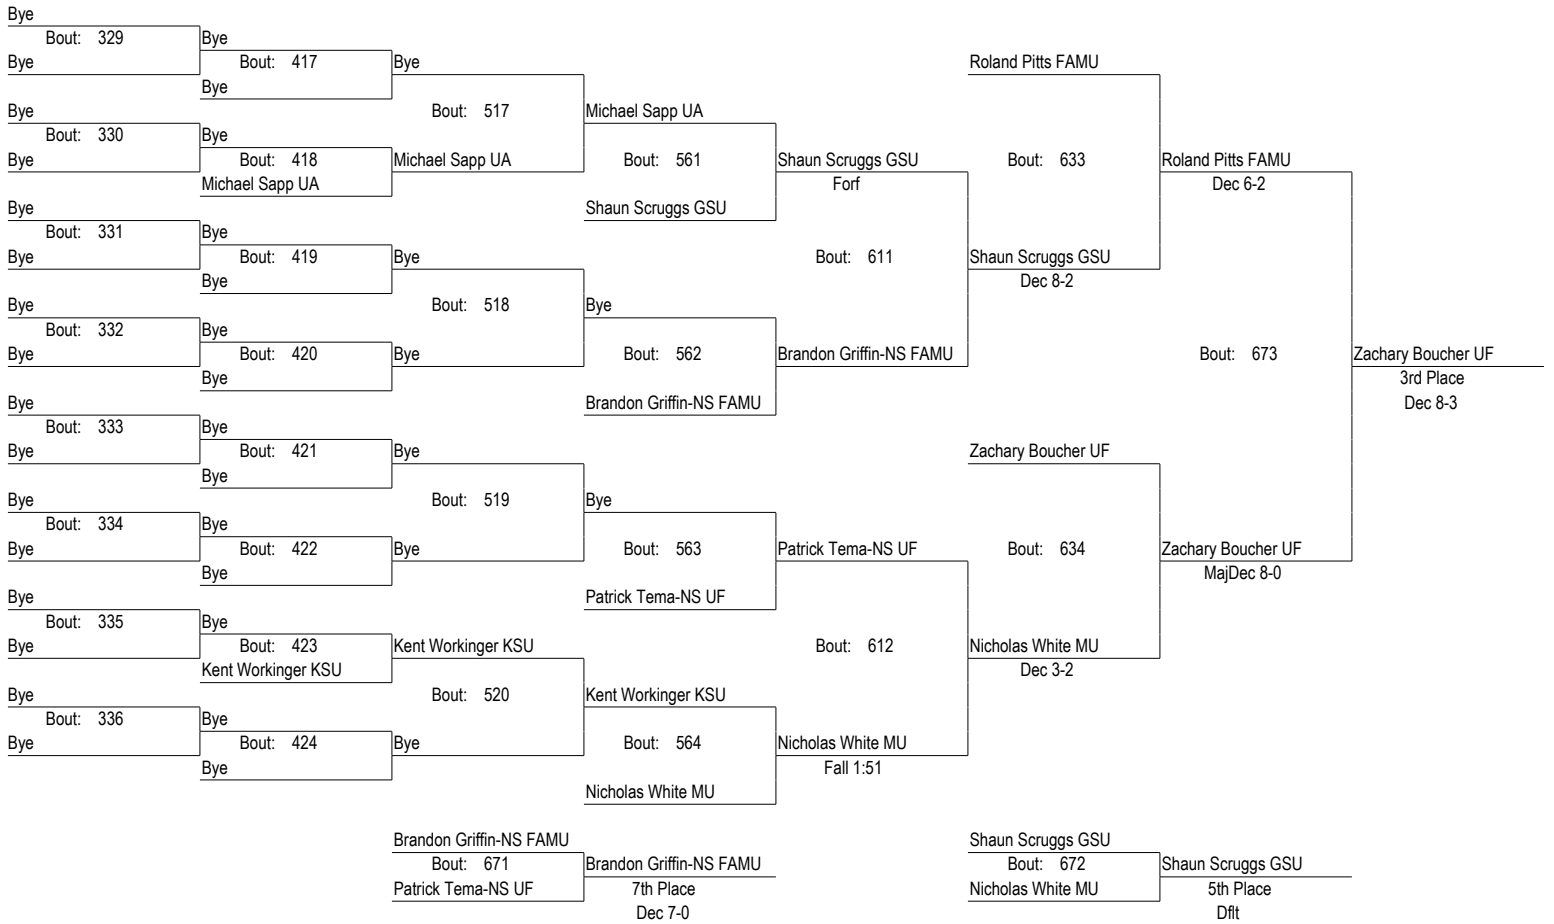 Bye
Bout: 329
Bye
Bye
Bout: 417
Bye
Bye
Roland Pitts FAMU
Bye
Bout: 330
Bye
Bye
Bout: 418
Michael Sapp UA
Michael Sapp UA
Bout: 517
Michael Sapp UA
Bout: 561
Shaun Scruggs GSU
Shaun Scruggs GSU
Forf
Bout: 633
Roland Pitts FAMU
Dec 6-2
Bye
Bout: 331
Bye
Bye
Bout: 419
Bye
Bye
Bout: 611
Shaun Scruggs GSU
Dec 8-2
Bye
Bout: 332
Bye
Bye
Bout: 420
Bye
Bye
Bout: 518
Bye
Bout: 562
Brandon Griffin-NS FAMU
Brandon Griffin-NS FAMU
Bout: 673
Zachary Boucher UF
3rd Place
Dec 8-3
Bye
Bout: 333
Bye
Bye
Bout: 421
Bye
Bye
Zachary Boucher UF
Bye
Bout: 334
Bye
Bye
Bout: 422
Bye
Bye
Bout: 519
Bye
Bout: 563
Patrick Tema-NS UF
Patrick Tema-NS UF
Bout: 634
Zachary Boucher UF
MajDec 8-0
Bye
Bout: 335
Bye
Bye
Bout: 423
Kent Workinger KSU
Kent Workinger KSU
Bout: 612
Nicholas White MU
Dec 3-2
Bye
Bout: 336
Bye
Bye
Bout: 424
Bye
Bye
Bout: 520
Kent Workinger KSU
Bout: 564
Nicholas White MU
Nicholas White MU
Fall 1:51
Brandon Griffin-NS FAMU
Bout: 671
Patrick Tema-NS UF
Brandon Griffin-NS FAMU
7th Place
Dec 7-0
Shaun Scruggs GSU
Bout: 672
Nicholas White MU
Shaun Scruggs GSU
5th Place
Dflt